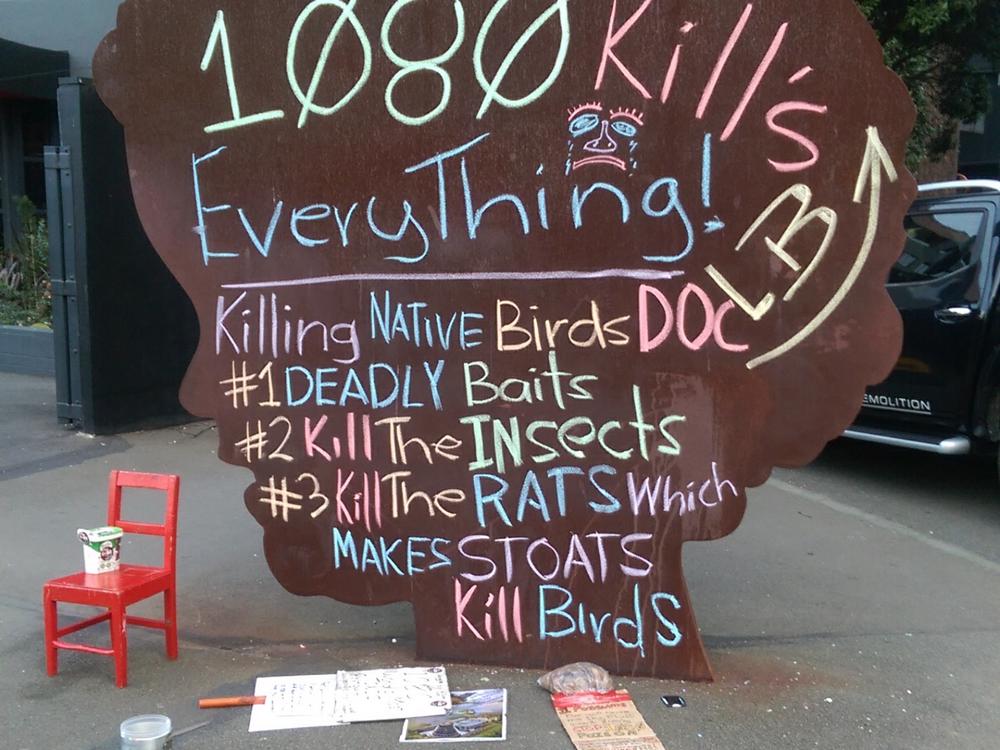 1080 Kill's
EveryThing!
LB
Killing NATiVE Birds DOC
#1 DEADLY Baits
#2 Kill The INsects
#3 Kill The RATS Which
MAKES STOATS
Kill BirdS
EMOLITION